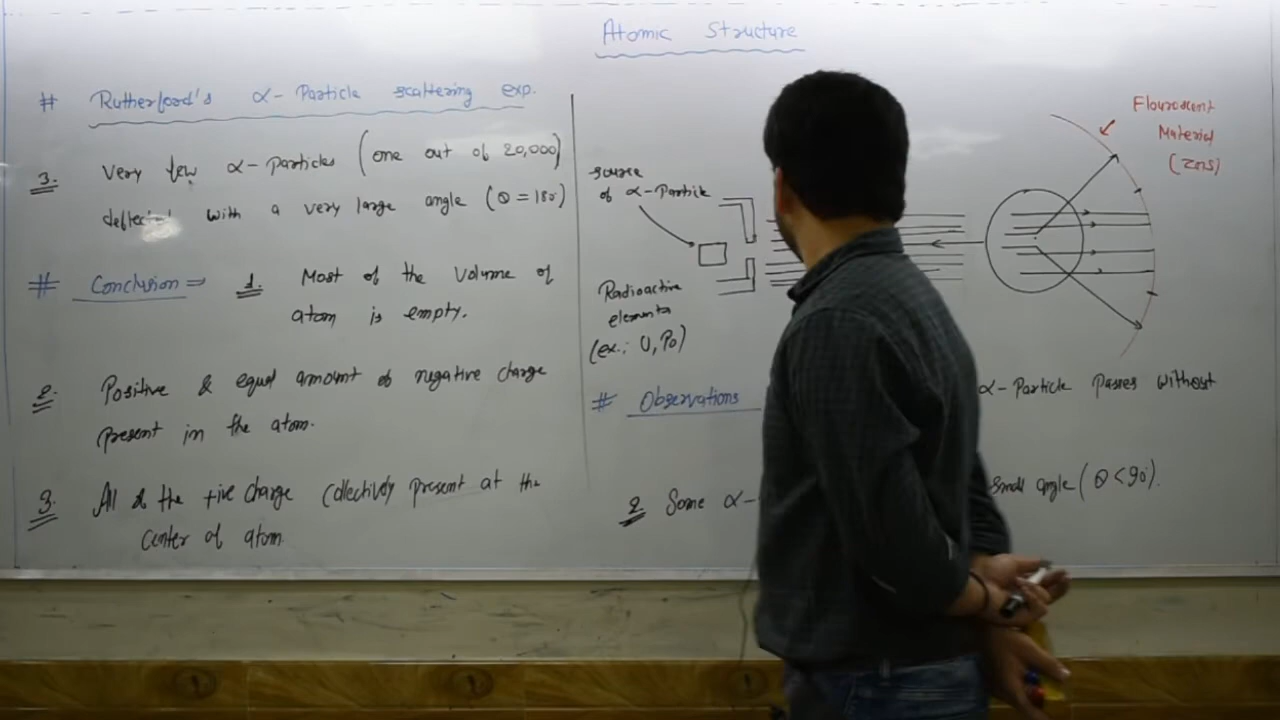 Atomic Structure
# Rutherford's α-Particle scattering exp.
3. Very few α-Particles (one out of 20,000)
with a very large angle (θ = 180°)
# Conclusion ⇒ 1. Most of the Volume of
atom is empty.
2. Positive & equal amount of negative charge
present in the atom.
3. All of the +ive charge collectively present at the
center of atom
source
of α-Particle
Radioactive
elements
(ex.: U, Po)
Flouroscent
Material
(ZnS)
# Observations
α-Particle Passes without
2. Some α-
small angle (θ < 90°).